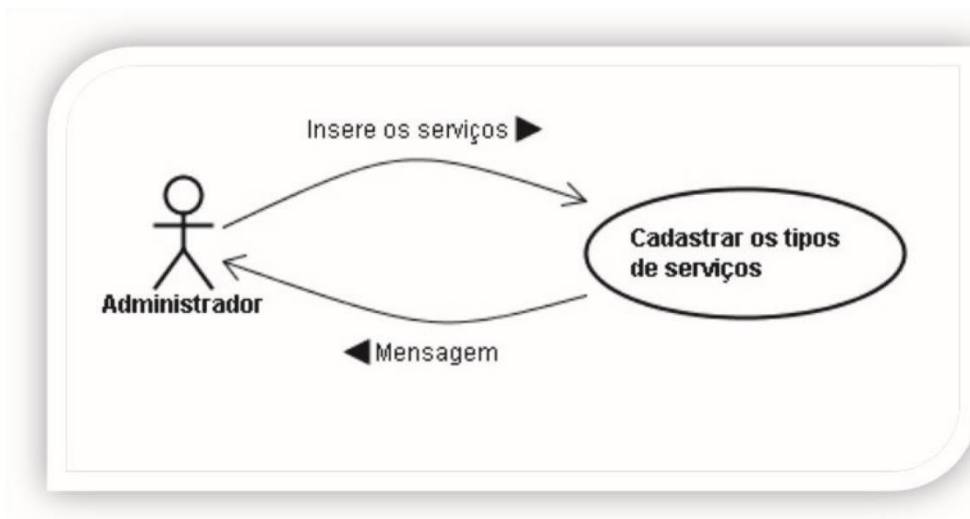 Insere os serviços
Cadastrar os tipos
de serviços
Administrador
Mensagem